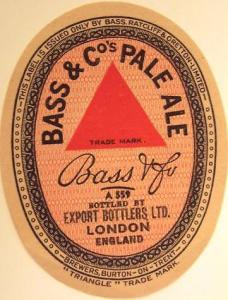 THIS LABEL IS ISSUED ONLY BY BASS, RATCLIFF & GRETTON LIMITED
BASS & Co's PALE ALE
TRADE MARK.
Bass & Co
A 559
BOTTLED BY
EXPORT BOTTLERS LTD.
LONDON
ENGLAND
BREWERS, BURTON-ON-TRENT
"TRIANGLE" TRADE MARK